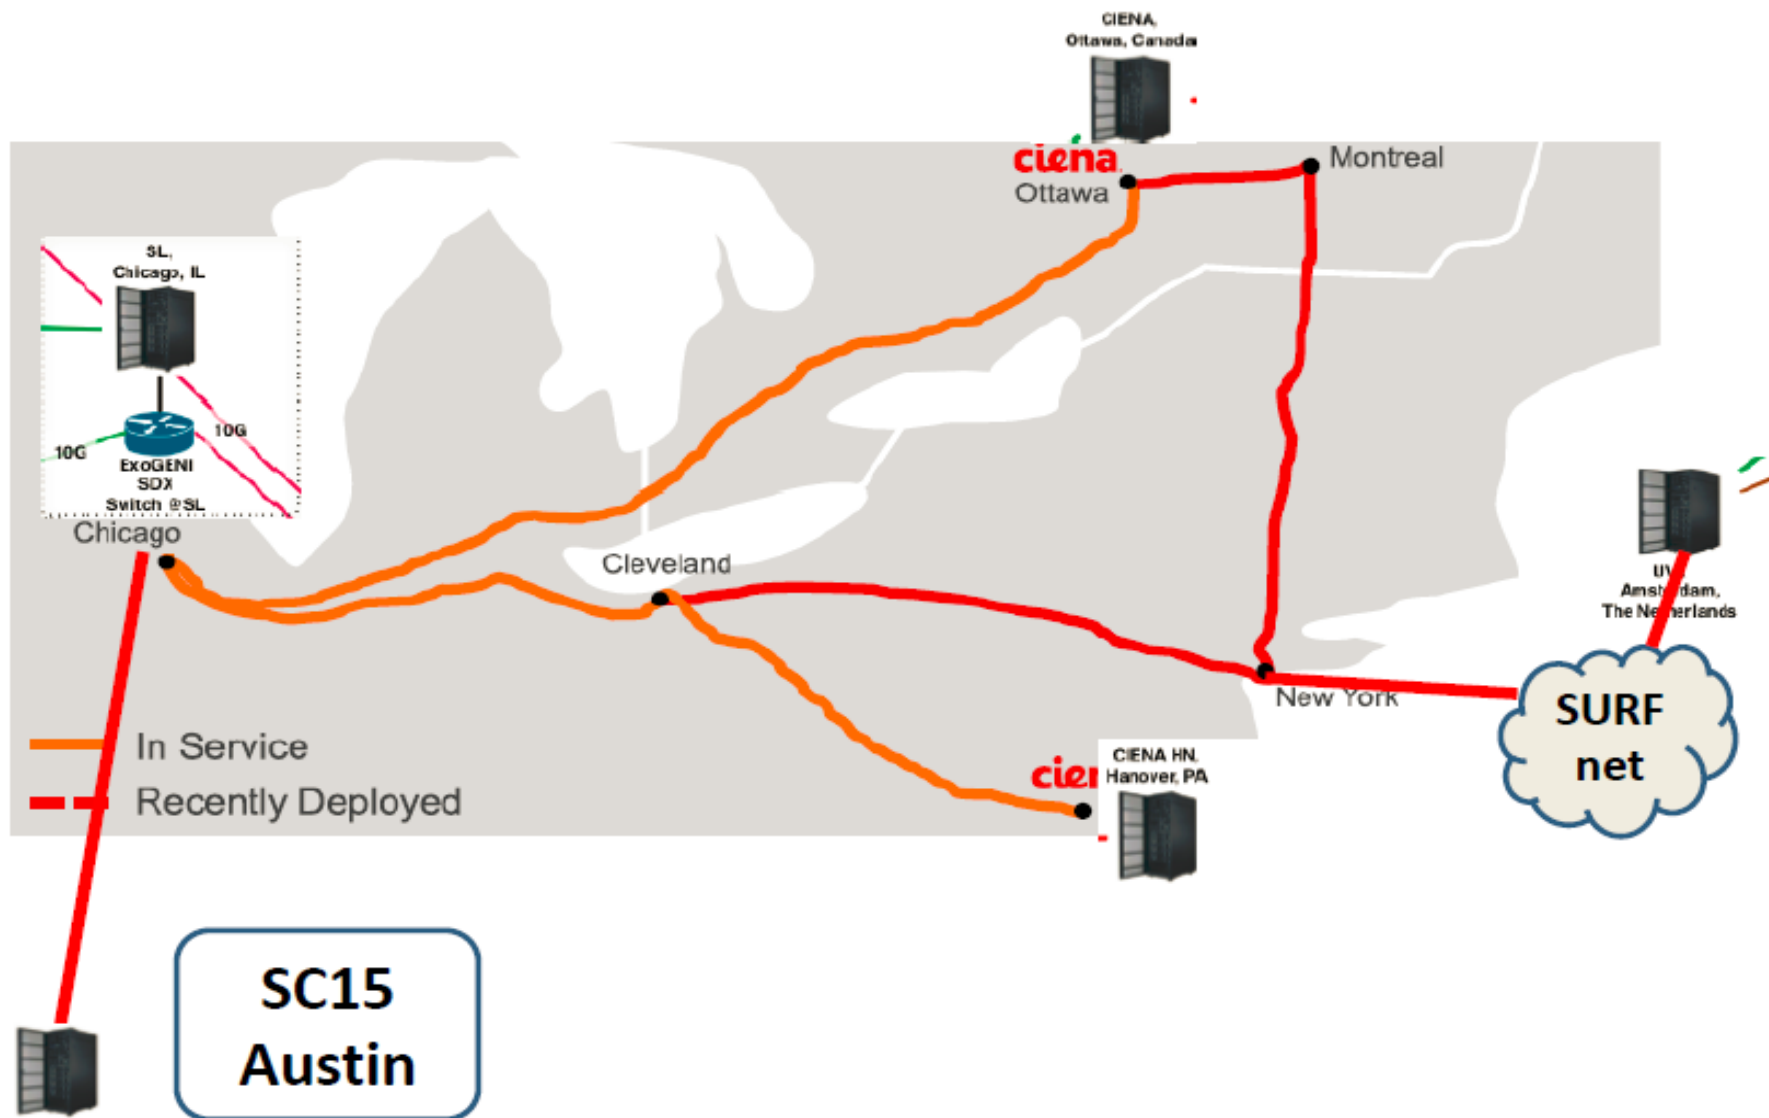 CIENA,
Ottawa, Canada
ciena
Ottawa
Montreal
SL,
Chicago, IL
10G
10G
ExoGENI
SDX
Switch @SL
Chicago
Cleveland
New York
Amsterdam,
The Netherlands
SURF
net
In Service
Recently Deployed
CIENA HN,
Hanover, PA
SC15
Austin